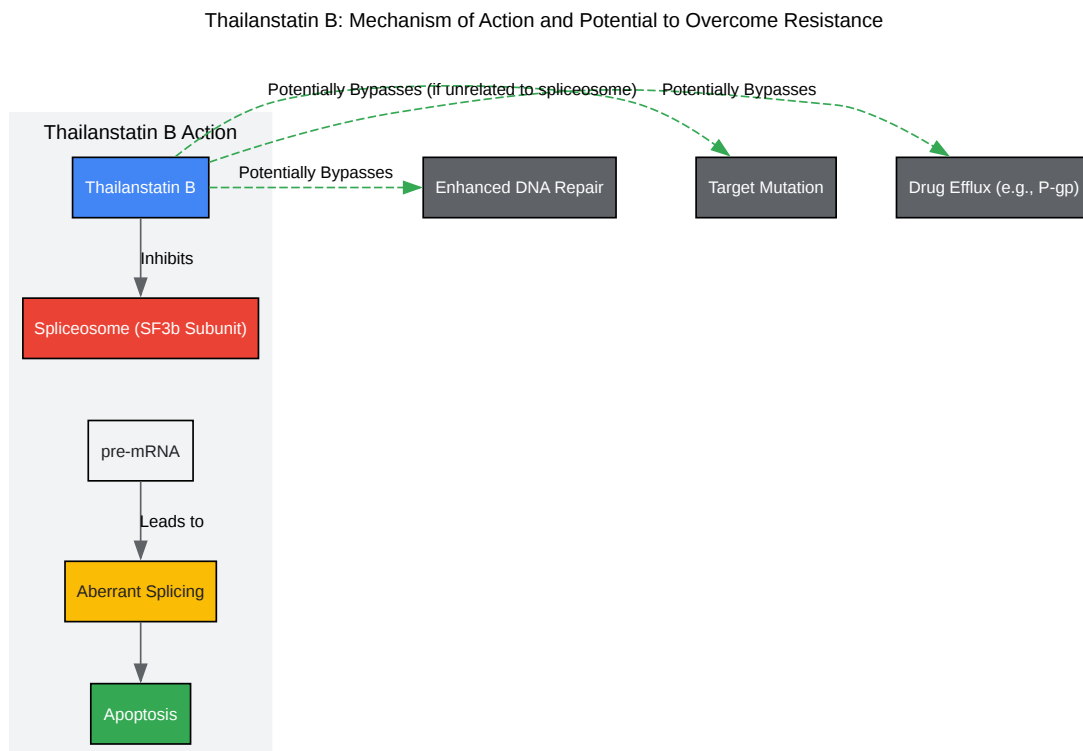 Thailanstatin B: Mechanism of Action and Potential to Overcome Resistance
Potentially Bypasses (if unrelated to spliceosome)
Potentially Bypasses
Thailanstatin B Action
Thailanstatin B
Potentially Bypasses
Enhanced DNA Repair
Target Mutation
Drug Efflux (e.g., P-gp)
Inhibits
Spliceosome (SF3b Subunit)
pre-mRNA
Leads to
Aberrant Splicing
Apoptosis